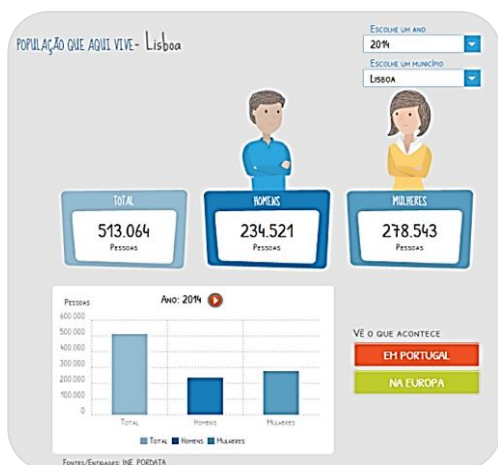 POPULAÇÃO QUE AQUI VIVE- Lisboa
ESCOLHE UM ANO
2014
ESCOLHE UM MUNICÍPIO
LISBOA
TOTAL
513.064
PESSOAS
HOMENS
234.521
PESSOAS
MULHERES
278.543
PESSOAS
PESSOAS
ANO: 2014
600.000
500.000
400.000
300.000
200.000
100.000
0
TOTAL HOMENS MULHERES
TOTAL HOMENS MULHERES
VÊ O QUE ACONTECE
EM PORTUGAL
NA EUROPA
FONTES/ENTIDADES: INE, PORDATA